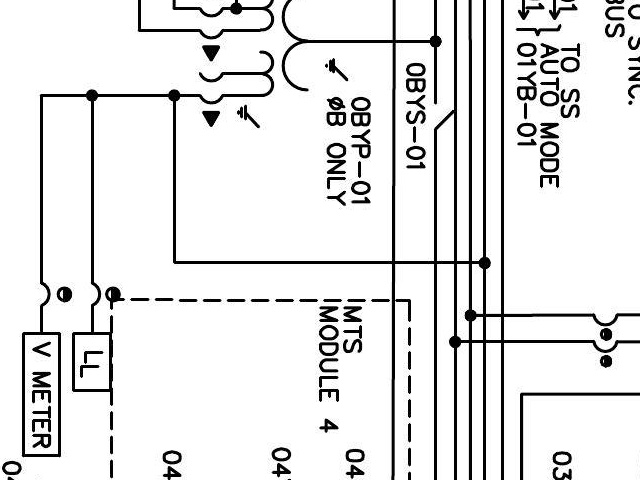 O SYNC.
BUS
TO SS
AUTO MODE
01YB-01
01
0BYS-01
0BYP-01
ØB ONLY
MTS
MODULE 4
LL
V METER
03
04
04
04